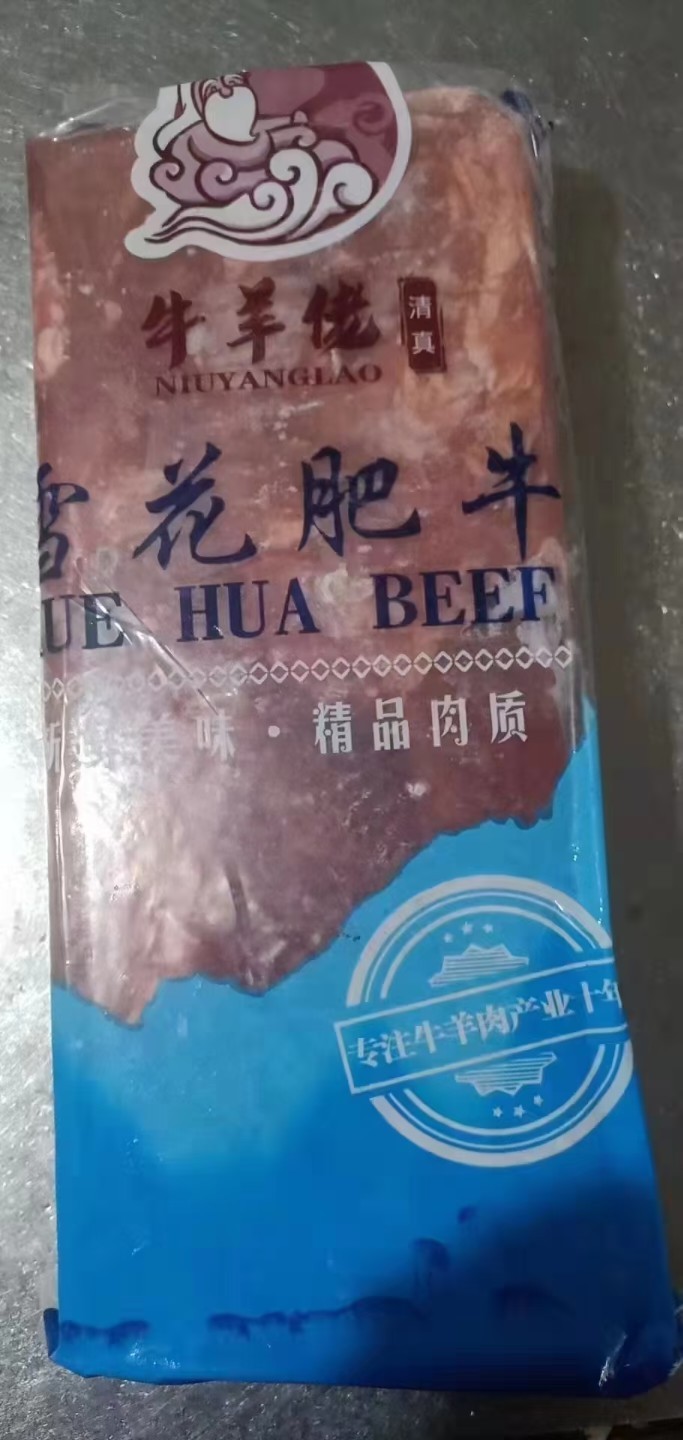 牛羊佬 清真
NIUYANGLAO
雪花肥牛
UE HUA BEEF
味·精品肉质
专注牛羊肉产业十年